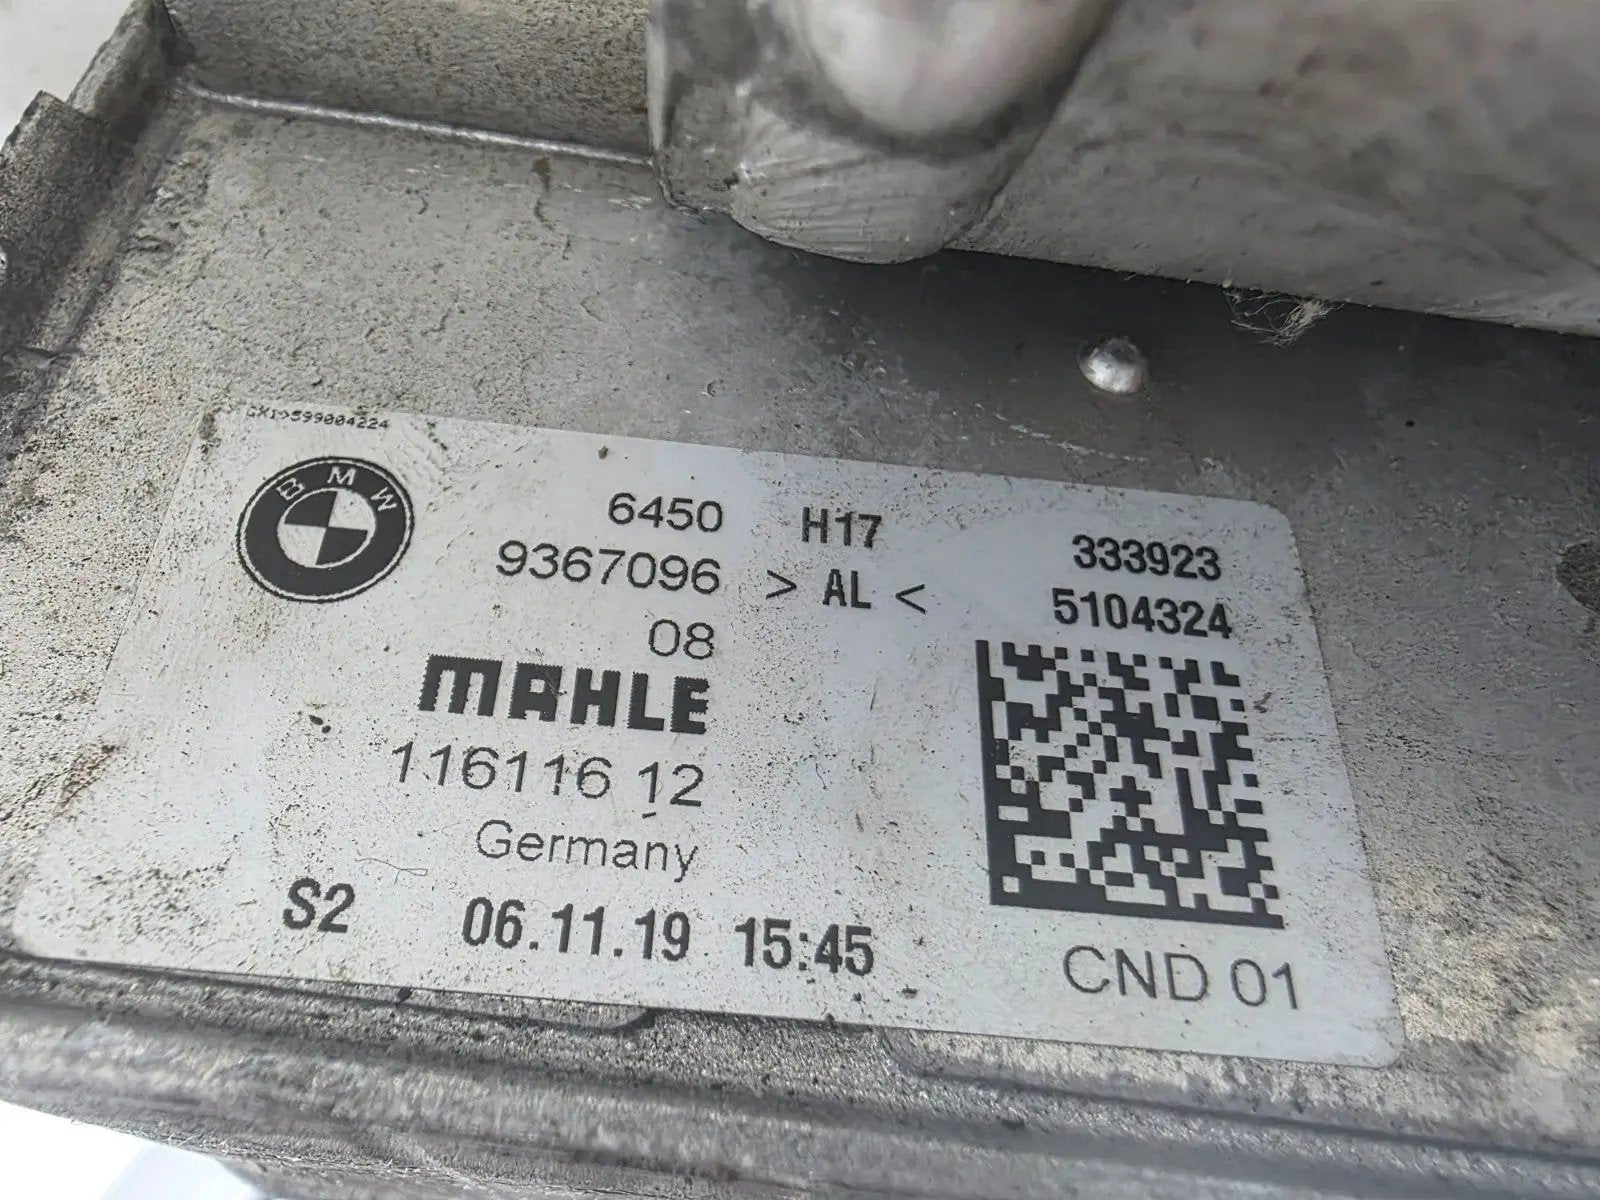 GKI>599004224
BMW
6450 H17 333923
9367096 >AL< 5104324
08
MAHLE
116116 12
Germany
S2 06.11.19 15:45
CND 01